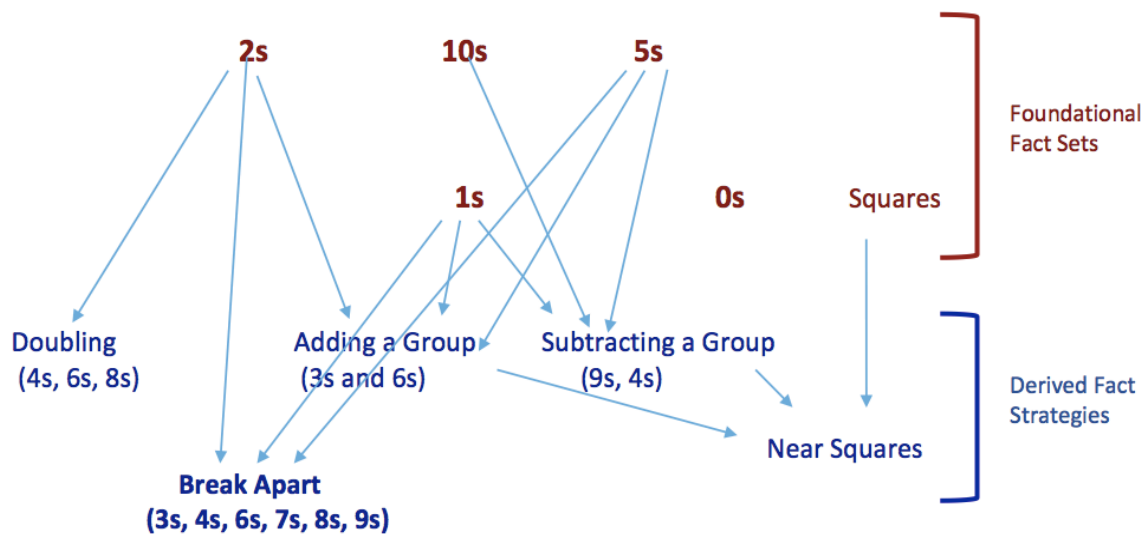 2s
10s
5s
Foundational
Fact Sets
1s
0s
Squares
Doubling
(4s, 6s, 8s)
Adding a Group
(3s and 6s)
Subtracting a Group
(9s, 4s)
Derived Fact
Strategies
Near Squares
Break Apart
(3s, 4s, 6s, 7s, 8s, 9s)